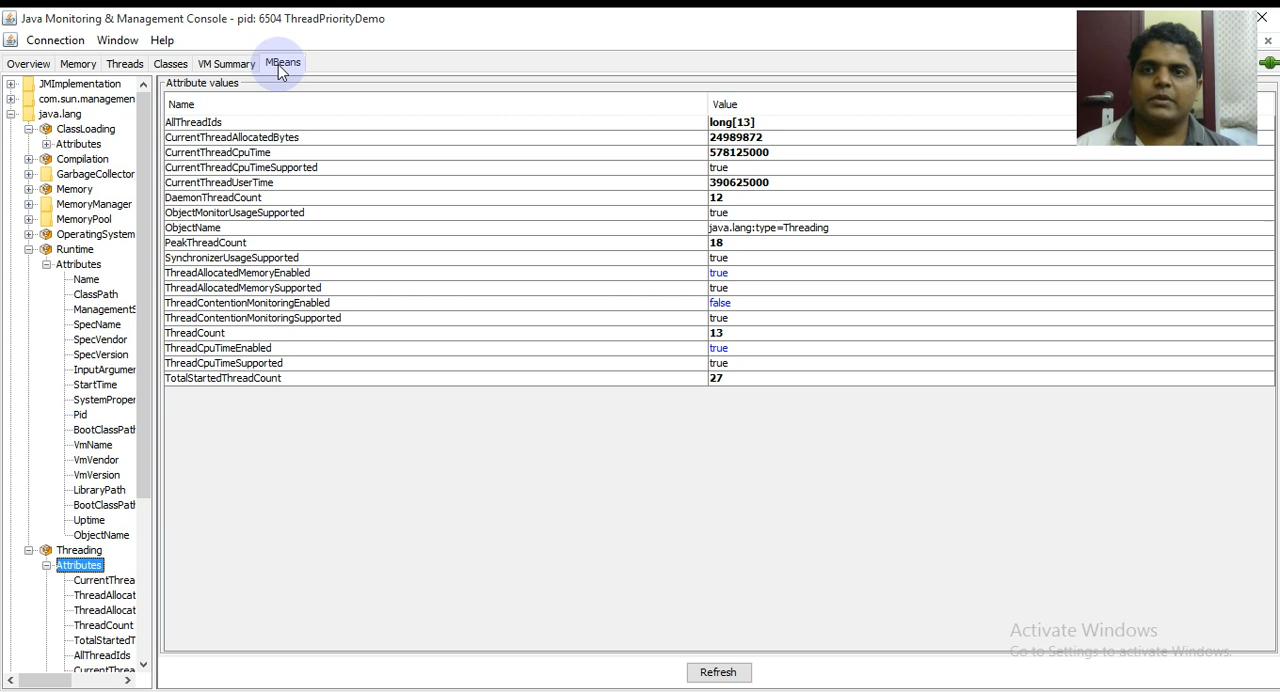 Java Monitoring & Management Console - pid: 6504 ThreadPriorityDemo
Connection Window Help
Overview Memory Threads Classes VM Summary MBeans
JMImplementation
com.sun.managemen
java.lang
ClassLoading
Attributes
Compilation
GarbageCollector
Memory
MemoryManager
MemoryPool
OperatingSystem
Runtime
Attributes
Name
ClassPath
ManagementS
SpecName
SpecVendor
SpecVersion
InputArgumer
StartTime
SystemProper
Pid
BootClassPath
VmName
VmVendor
VmVersion
LibraryPath
BootClassPath
Uptime
ObjectName
Threading
Attributes
CurrentThrea
ThreadAllocat
ThreadAllocat
ThreadCount
TotalStartedT
AllThreadIds
CurrentThrea
Attribute values
Name Value
AllThreadIds long[13]
CurrentThreadAllocatedBytes 24989872
CurrentThreadCpuTime 578125000
CurrentThreadCpuTimeSupported true
CurrentThreadUserTime 390625000
DaemonThreadCount 12
ObjectMonitorUsageSupported true
ObjectName java.lang:type=Threading
PeakThreadCount 18
SynchronizerUsageSupported true
ThreadAllocatedMemoryEnabled true
ThreadAllocatedMemorySupported true
ThreadContentionMonitoringEnabled false
ThreadContentionMonitoringSupported true
ThreadCount 13
ThreadCpuTimeEnabled true
ThreadCpuTimeSupported true
TotalStartedThreadCount 27
Activate Windows
Go to Settings to activate Windows.
Refresh